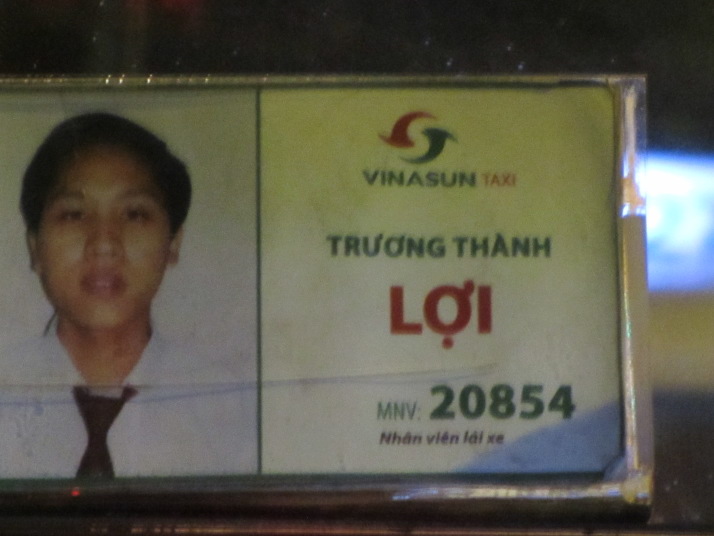 VINASUN TAXI
TRƯƠNG THÀNH
LỢI
MNV: 20854
Nhân viên lái xe